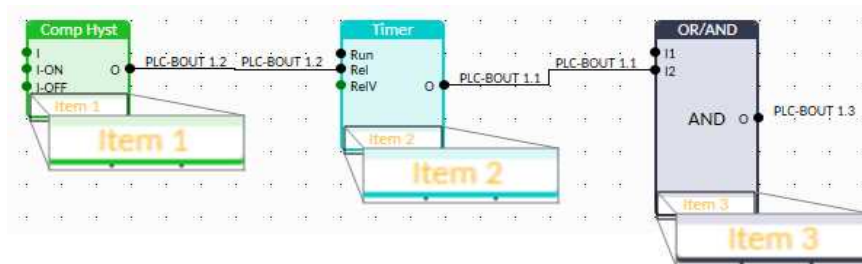 Comp Hyst
I
I-ON
I-OFF
O
Item 1
Item 1
PLC-BOUT 1.2
PLC-BOUT 1.2
Timer
Run
Rel
RelV
O
Item 2
Item 2
PLC-BOUT 1.1
PLC-BOUT 1.1
OR/AND
I1
I2
AND
O
PLC-BOUT 1.3
Item 3
Item 3